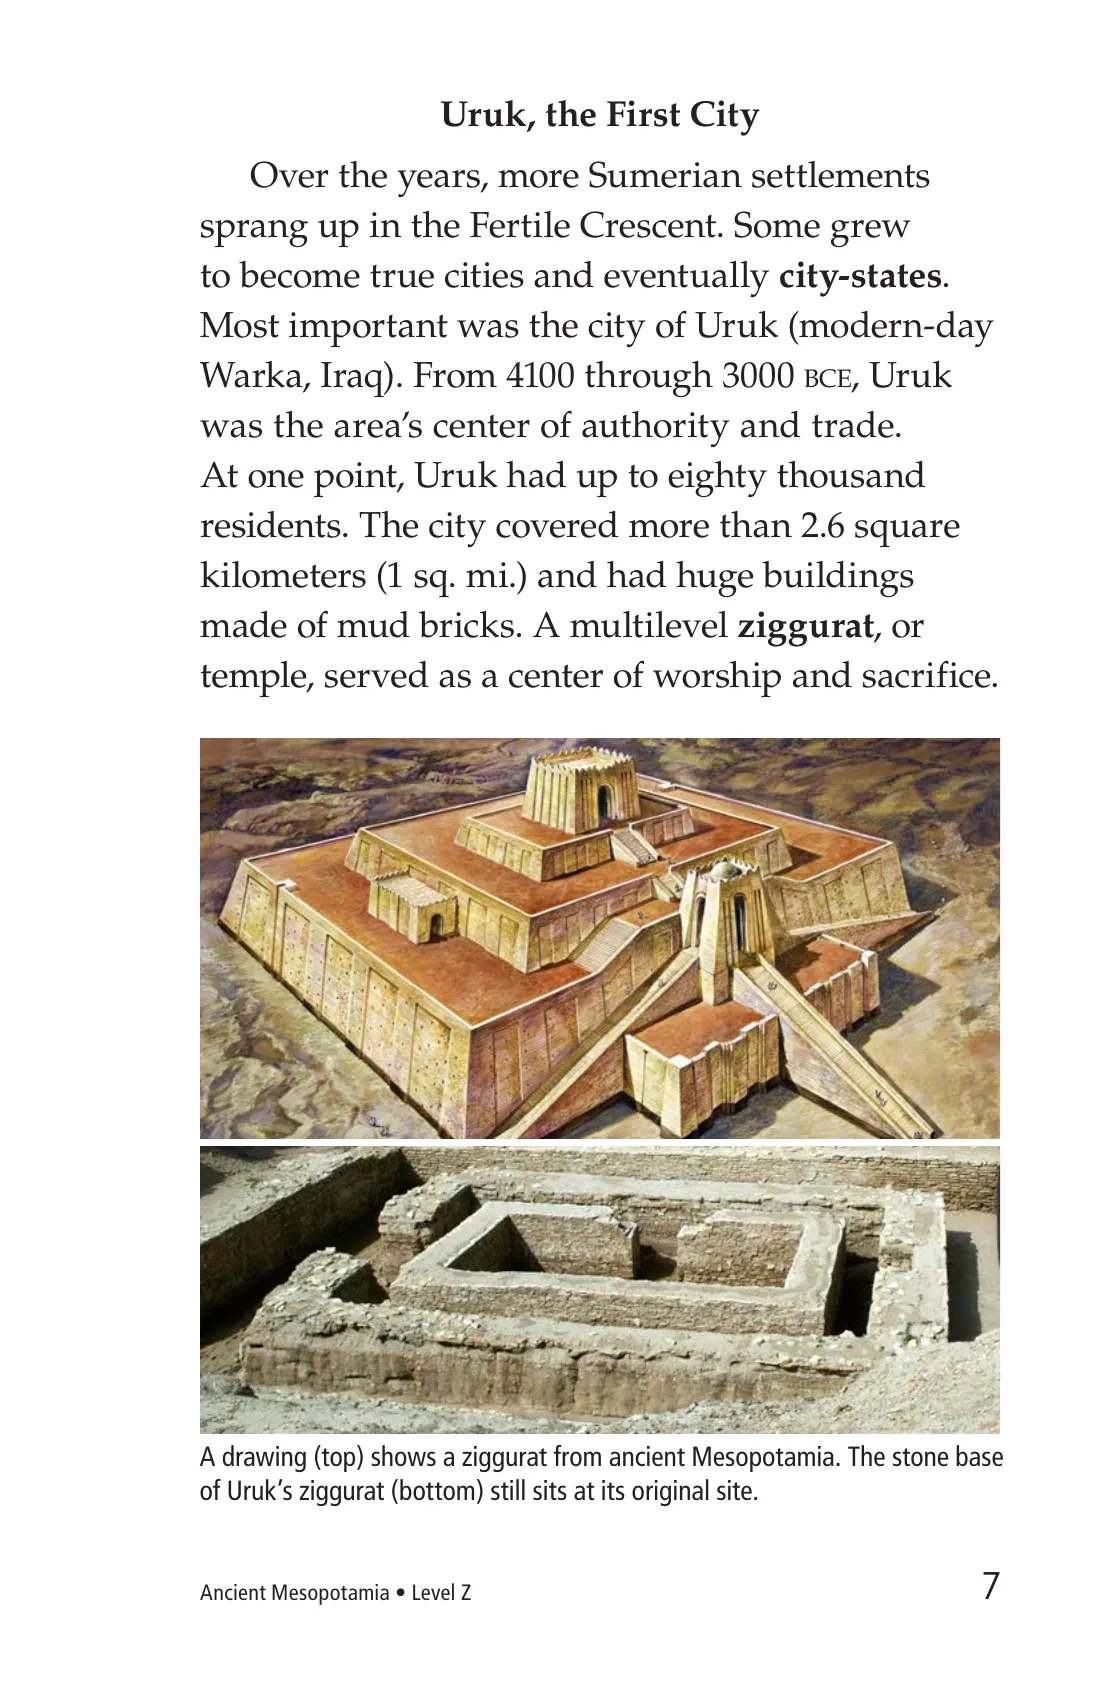 Uruk, the First City
Over the years, more Sumerian settlements
sprang up in the Fertile Crescent. Some grew
to become true cities and eventually city-states.
Most important was the city of Uruk (modern-day
Warka, Iraq). From 4100 through 3000 BCE, Uruk
was the area’s center of authority and trade.
At one point, Uruk had up to eighty thousand
residents. The city covered more than 2.6 square
kilometers (1 sq. mi.) and had huge buildings
made of mud bricks. A multilevel ziggurat, or
temple, served as a center of worship and sacrifice.
A drawing (top) shows a ziggurat from ancient Mesopotamia. The stone base
of Uruk’s ziggurat (bottom) still sits at its original site.
Ancient Mesopotamia • Level Z
7